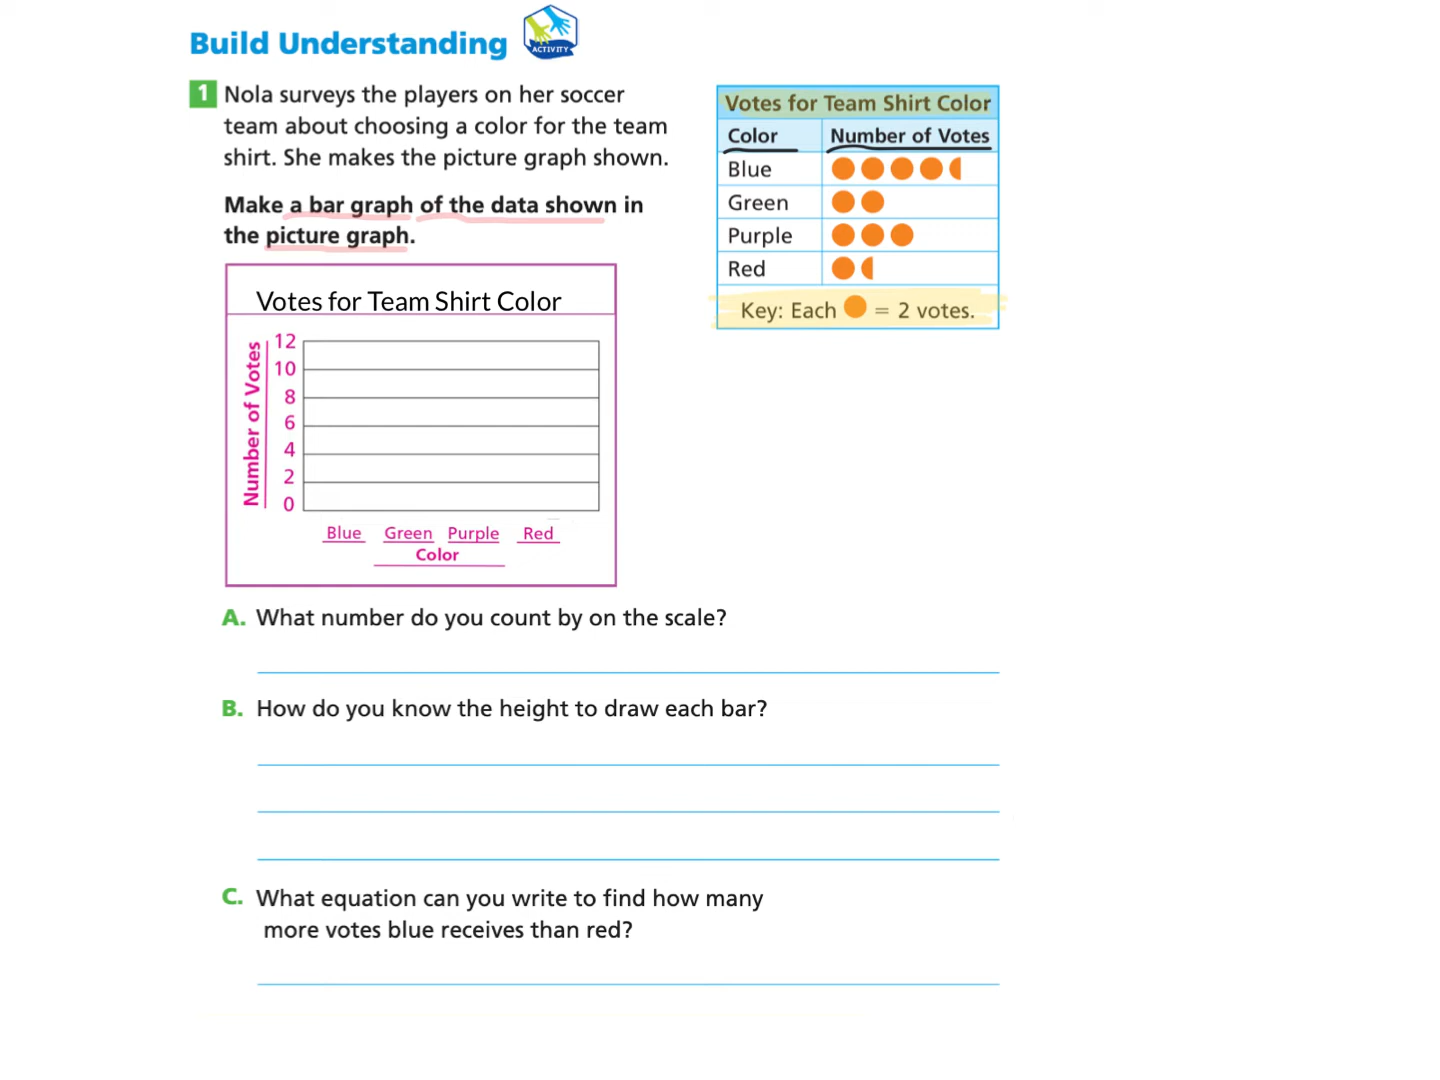 Build Understanding
ACTIVITY
1 Nola surveys the players on her soccer
team about choosing a color for the team
shirt. She makes the picture graph shown.
Make a bar graph of the data shown in
the picture graph.
Votes for Team Shirt Color
Color Number of Votes
Blue
Green
Purple
Red
Key: Each = 2 votes.
Votes for Team Shirt Color
Number of Votes
12
10
8
6
4
2
0
Blue Green Purple Red
Color
A. What number do you count by on the scale?
B. How do you know the height to draw each bar?
C. What equation can you write to find how many
more votes blue receives than red?